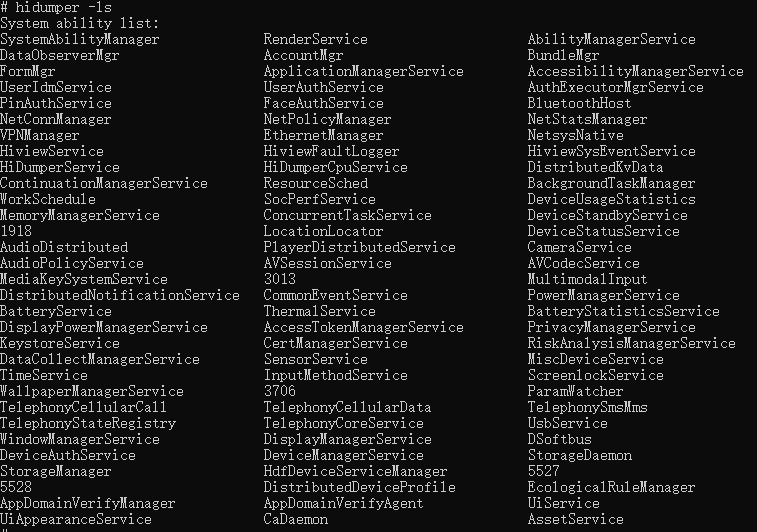 # hidumper -ls
System ability list:
SystemAbilityManager RenderService AbilityManagerService
DataObserverMgr AccountMgr BundleMgr
FormMgr ApplicationManagerService AccessibilityManagerService
UserIdmService UserAuthService AuthExecutorMgrService
PinAuthService FaceAuthService BluetoothHost
NetConnManager NetPolicyManager NetStatsManager
VPNManager EthernetManager NetsysNative
HiviewService HiviewFaultLogger HiviewSysEventService
HiDumperService HiDumperCpuService DistributedKvData
ContinuationManagerService ResourceSched BackgroundTaskManager
WorkSchedule SocPerfService DeviceUsageStatistics
MemoryManagerService ConcurrentTaskService DeviceStandbyService
1918 LocationLocator DeviceStatusService
AudioDistributed PlayerDistributedService CameraService
AudioPolicyService AVSessionService AVCodecService
MediaKeySystemService 3013 MultimodalInput
DistributedNotificationService CommonEventService PowerManagerService
BatteryService ThermalService BatteryStatisticsService
DisplayPowerManagerService AccessTokenManagerService PrivacyManagerService
KeystoreService CertManagerService RiskAnalysisManagerService
DataCollectManagerService SensorService MiscDeviceService
TimeService InputMethodService ScreenlockService
WallpaperManagerService 3706 ParamWatcher
TelephonyCellularCall TelephonyCellularData TelephonySmsMms
TelephonyStateRegistry TelephonyCoreService UsbService
WindowManagerService DisplayManagerService DSoftbus
DeviceAuthService DeviceManagerService StorageDaemon
StorageManager HdfDeviceServiceManager 5527
5528 DistributedDeviceProfile EcologicalRuleManager
AppDomainVerifyManager AppDomainVerifyAgent UiService
UiAppearanceService CaDaemon AssetService